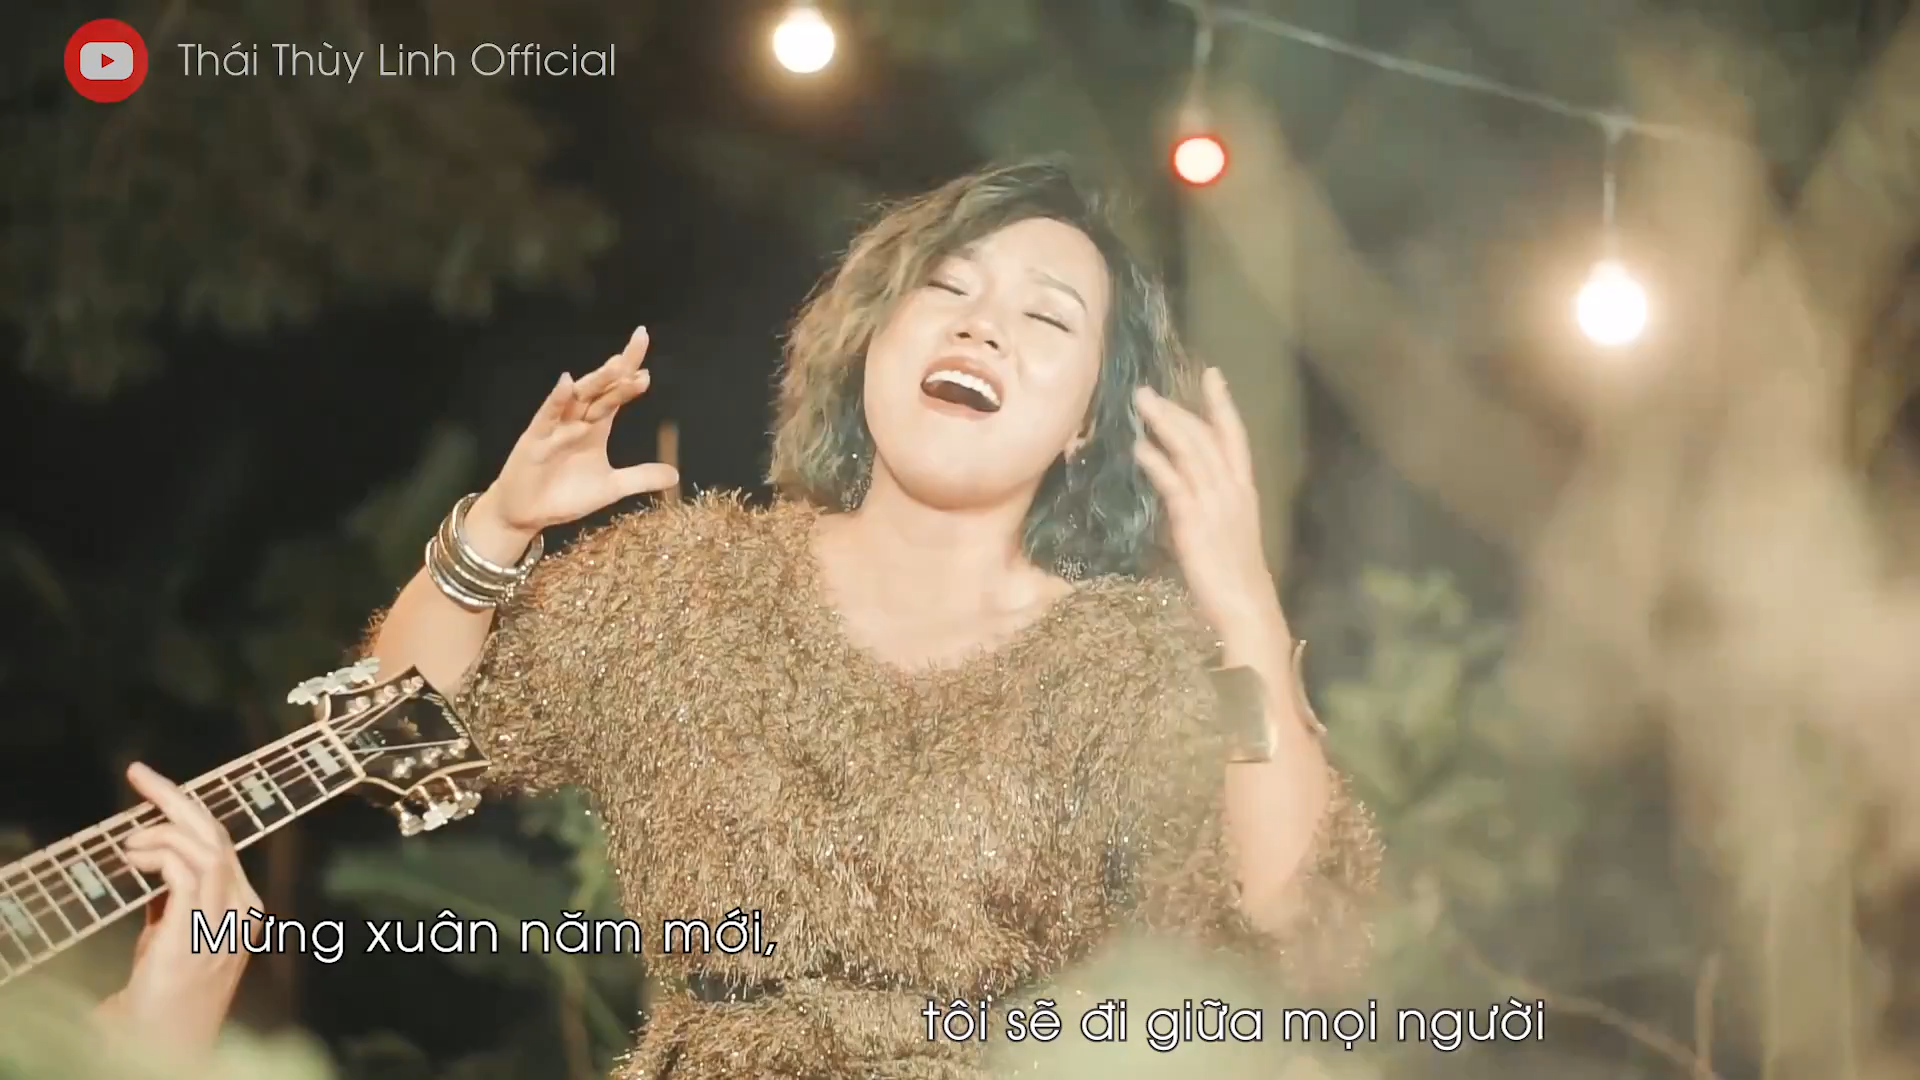 Thái Thùy Linh Official
Mừng xuân năm mới,
tôi sẽ đi giữa mọi người